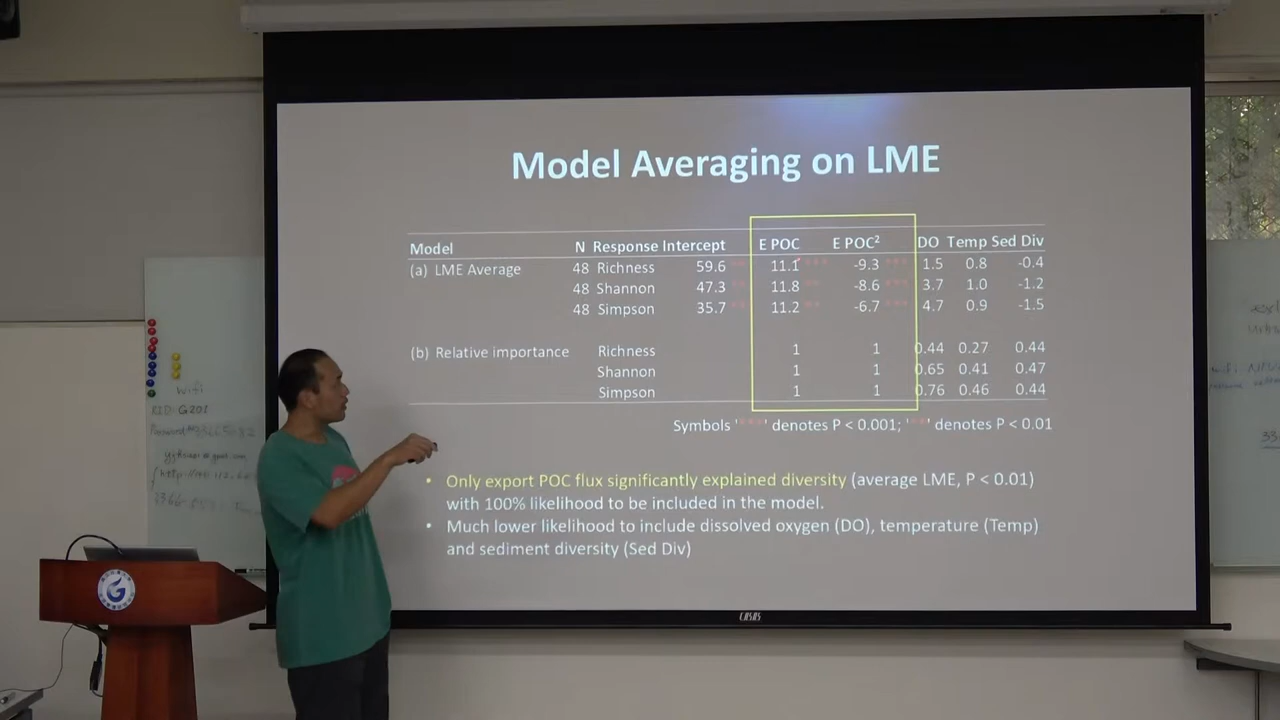 Model Averaging on LME
Model N Response Intercept E POC E POC² DO Temp Sed Div
(a) LME Average 48 Richness 59.6 *** 11.1 *** -9.3 *** 1.5 0.8 -0.4
48 Shannon 47.3 11.8 ** -8.6 *** 3.7 1.0 -1.2
48 Simpson 35.7 11.2 ** -6.7 *** 4.7 0.9 -1.5
(b) Relative importance Richness 1 1 0.44 0.27 0.44
Shannon 1 1 0.65 0.41 0.47
Simpson 1 1 0.76 0.46 0.44
Symbols '***' denotes P < 0.001; '**' denotes P < 0.01
• Only export POC flux significantly explained diversity (average LME, P < 0.01)
with 100% likelihood to be included in the model.
• Much lower likelihood to include dissolved oxygen (DO), temperature (Temp)
and sediment diversity (Sed Div)
Wifi
G201